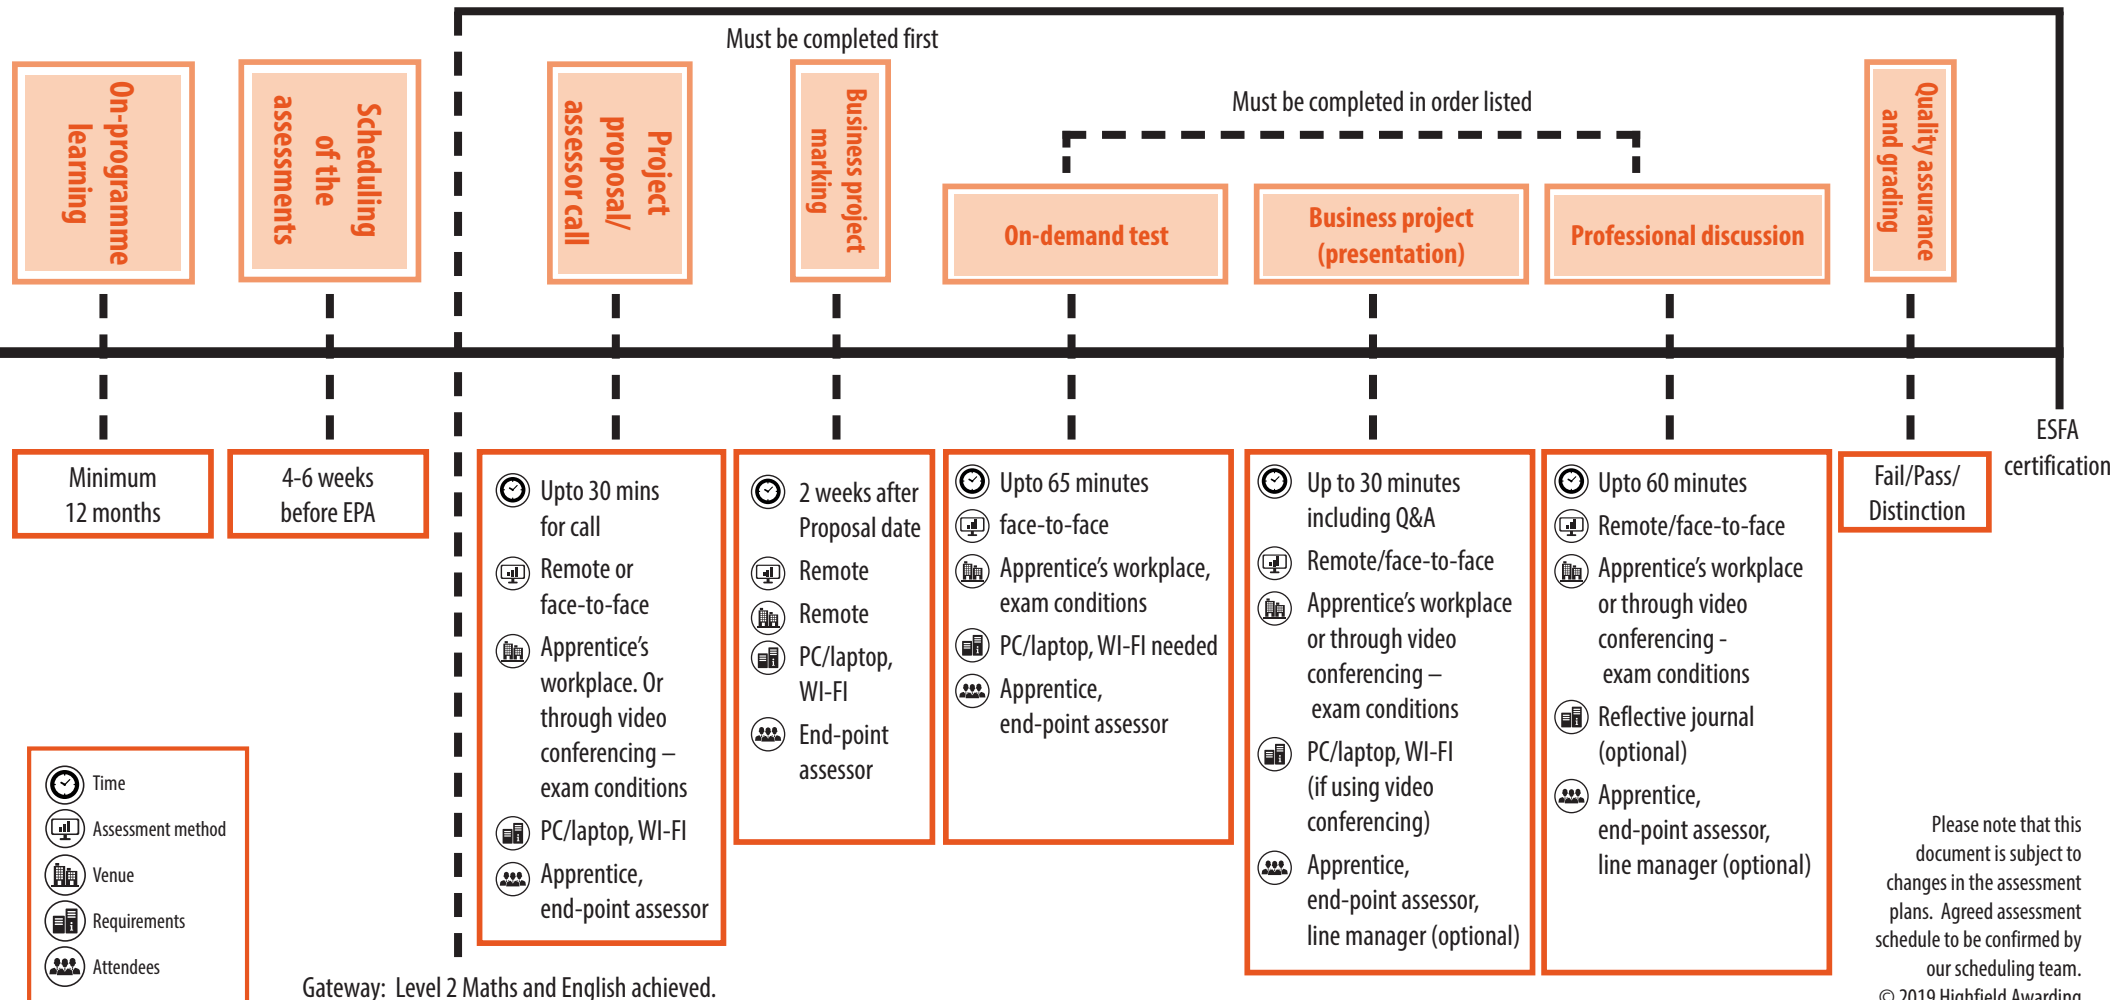 Must be completed first
On-programme
learning
Scheduling
of the
assessments
Project
proposal/
assessor call
Business project
marking
Must be completed in order listed
On-demand test
Business project
(presentation)
Professional discussion
Quality assurance
and grading
ESFA
certification
Minimum
12 months
4-6 weeks
before EPA
Upto 30 mins
for call
Remote or
face-to-face
Apprentice's
workplace. Or
through video
conferencing –
exam conditions
PC/laptop, WI-FI
Apprentice,
end-point assessor
2 weeks after
Proposal date
Remote
Remote
PC/laptop,
WI-FI
End-point
assessor
Upto 65 minutes
face-to-face
Apprentice's workplace,
exam conditions
PC/laptop, WI-FI needed
Apprentice,
end-point assessor
Up to 30 minutes
including Q&A
Remote/face-to-face
Apprentice's workplace
or through video
conferencing –
exam conditions
PC/laptop, WI-FI
(if using video
conferencing)
Apprentice,
end-point assessor,
line manager (optional)
Upto 60 minutes
Remote/face-to-face
Apprentice's workplace
or through video
conferencing -
exam conditions
Reflective journal
(optional)
Apprentice,
end-point assessor,
line manager (optional)
Fail/Pass/
Distinction
Time
Assessment method
Venue
Requirements
Attendees
Gateway: Level 2 Maths and English achieved.
Please note that this
document is subject to
changes in the assessment
plans. Agreed assessment
schedule to be confirmed by
our scheduling team.
© 2019 Highfield Awarding